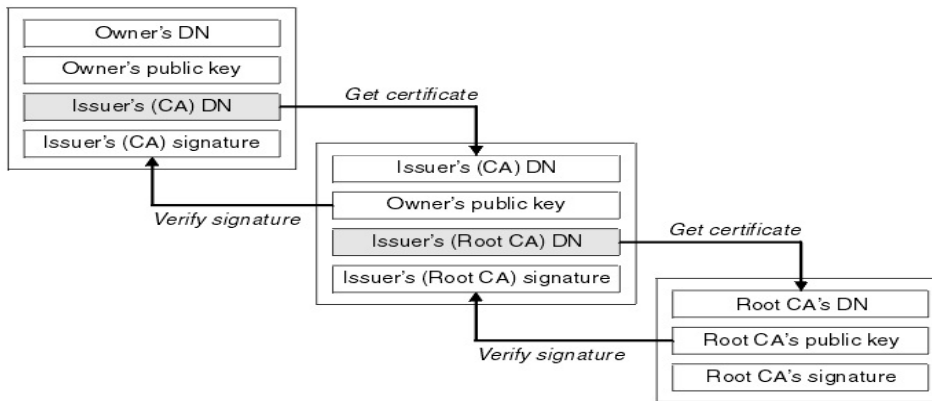 Owner's DN
Owner's public key
Issuer's (CA) DN
Issuer's (CA) signature
Get certificate
Verify signature
Issuer's (CA) DN
Owner's public key
Issuer's (Root CA) DN
Issuer's (Root CA) signature
Get certificate
Verify signature
Root CA's DN
Root CA's public key
Root CA's signature